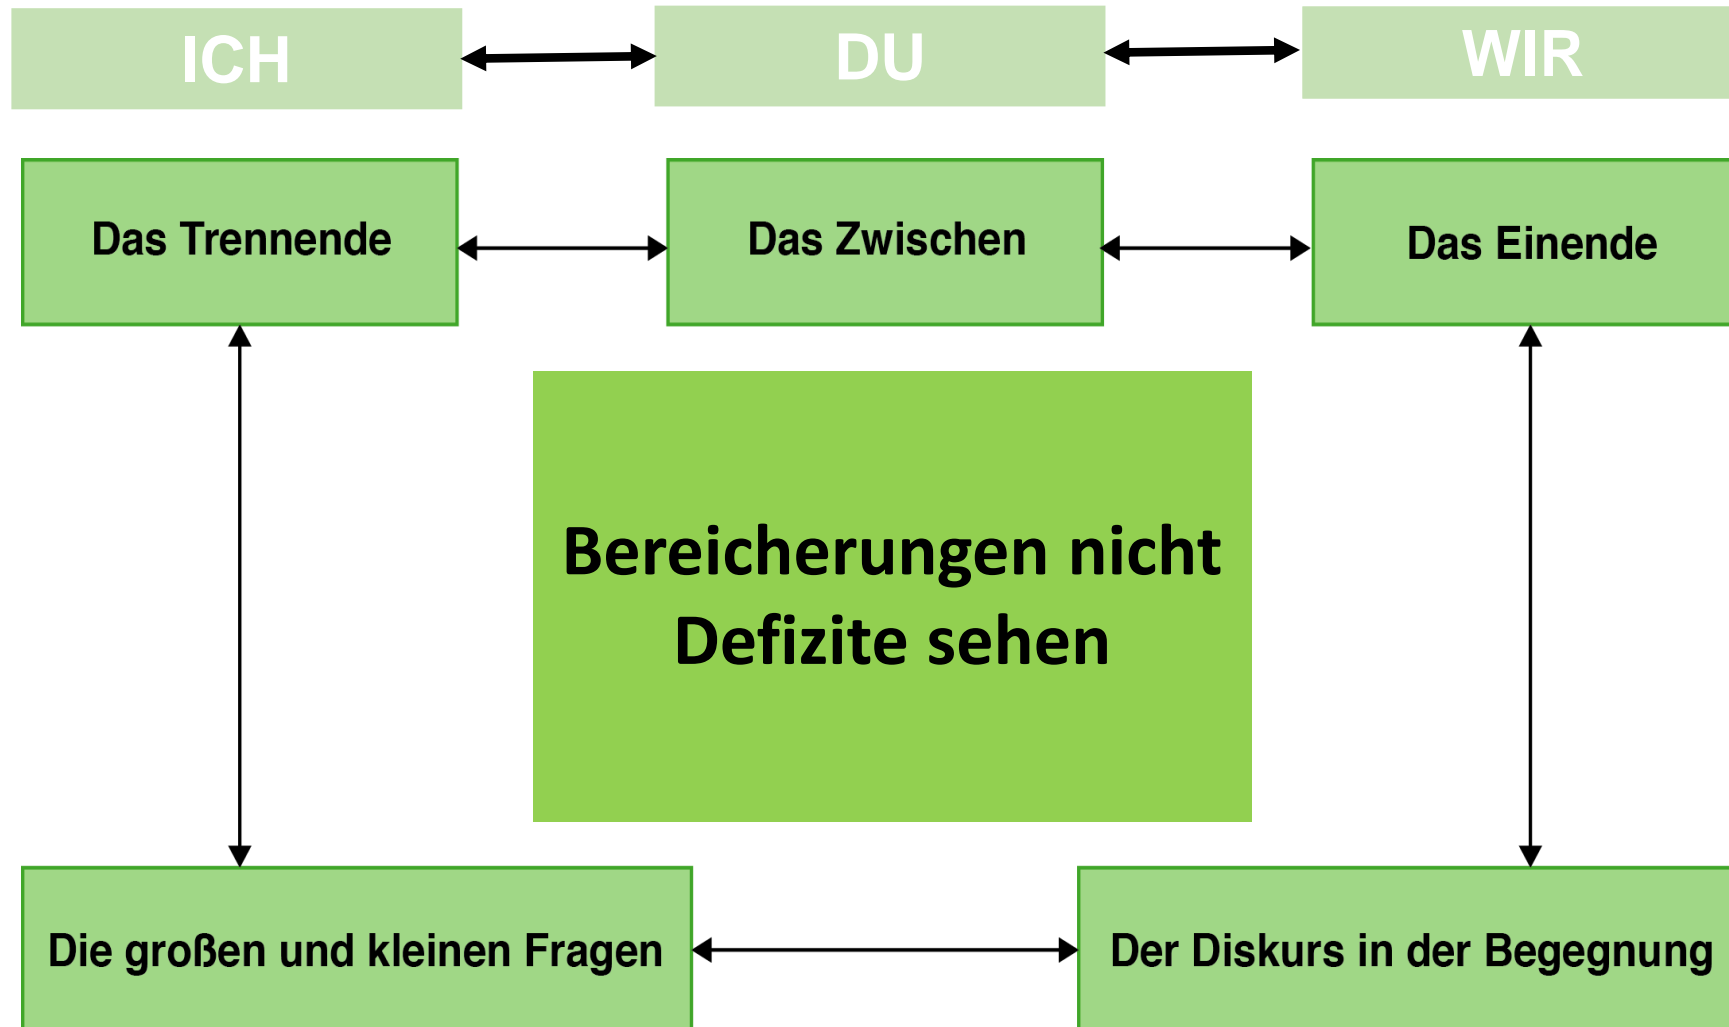 ICH
DU
WIR
Das Trennende
Das Zwischen
Das Einende
Bereicherungen nicht
Defizite sehen
Die großen und kleinen Fragen
Der Diskurs in der Begegnung